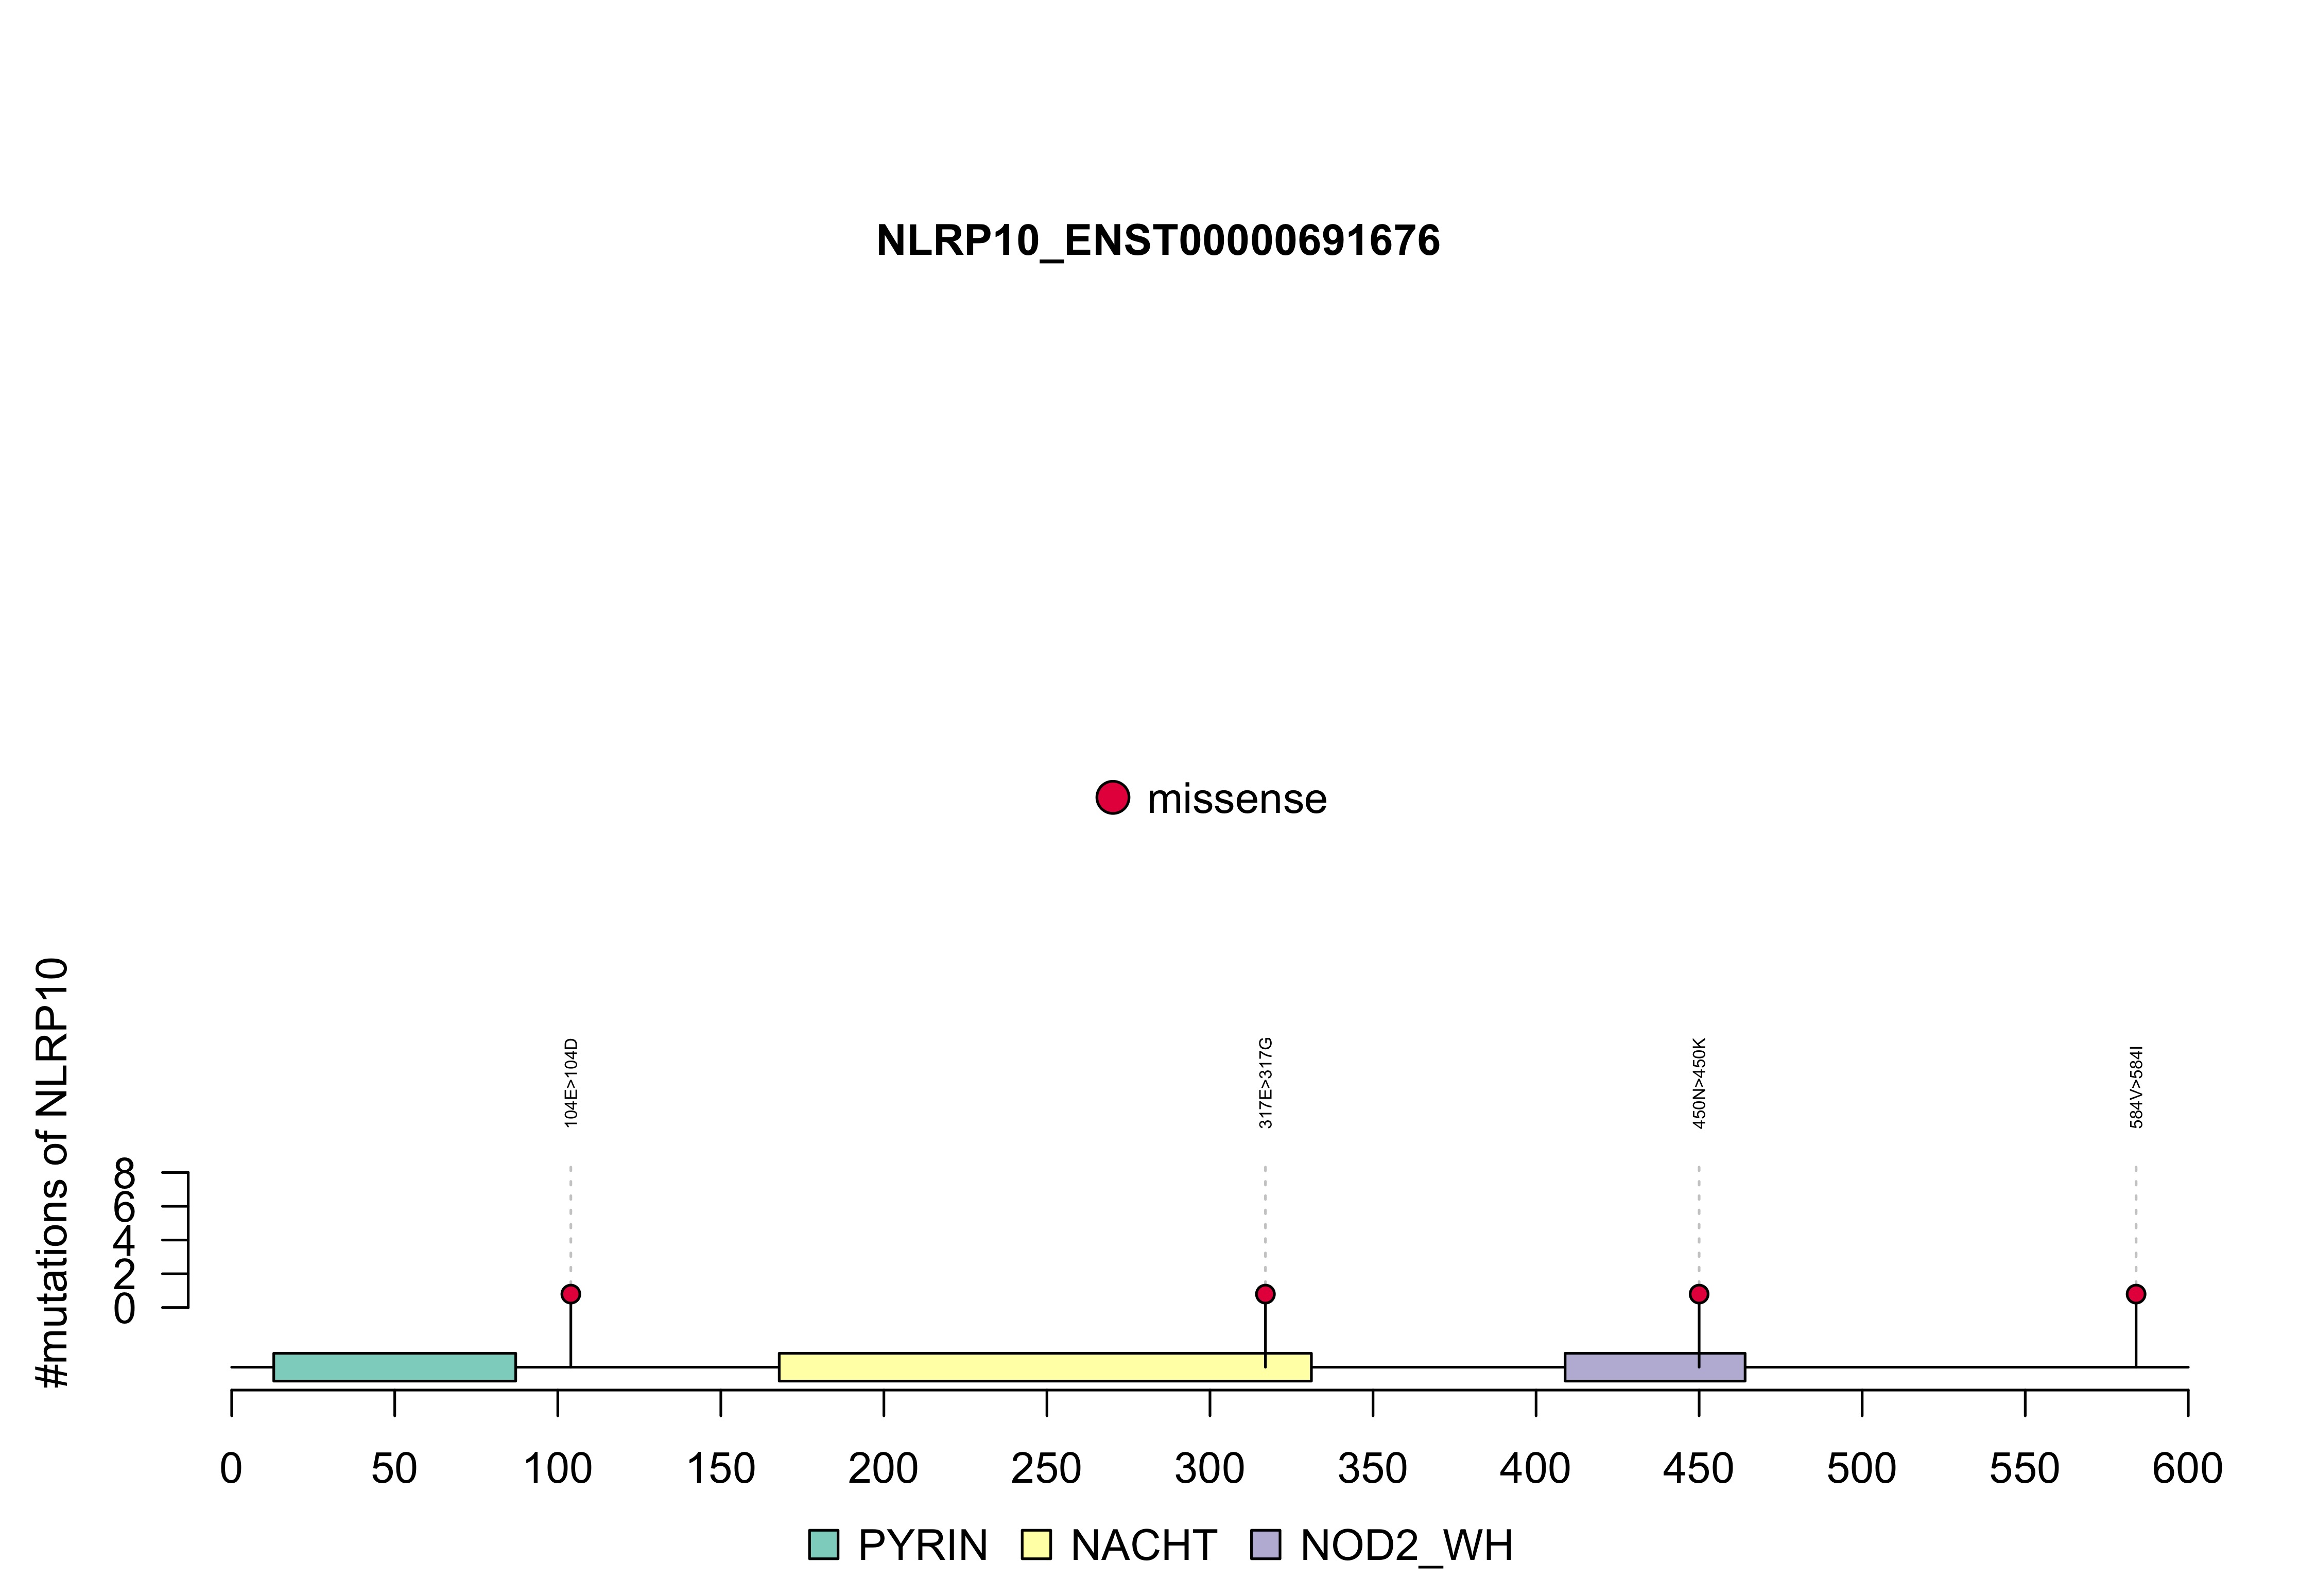 NLRP10_ENST00000691676
missense
#mutations of NLRP10
104E>104D
317E>317G
450N>450K
584V>584I
8
6
4
2
0
0 50 100 150 200 250 300 350 400 450 500 550 600
PYRIN NACHT NOD2_WH